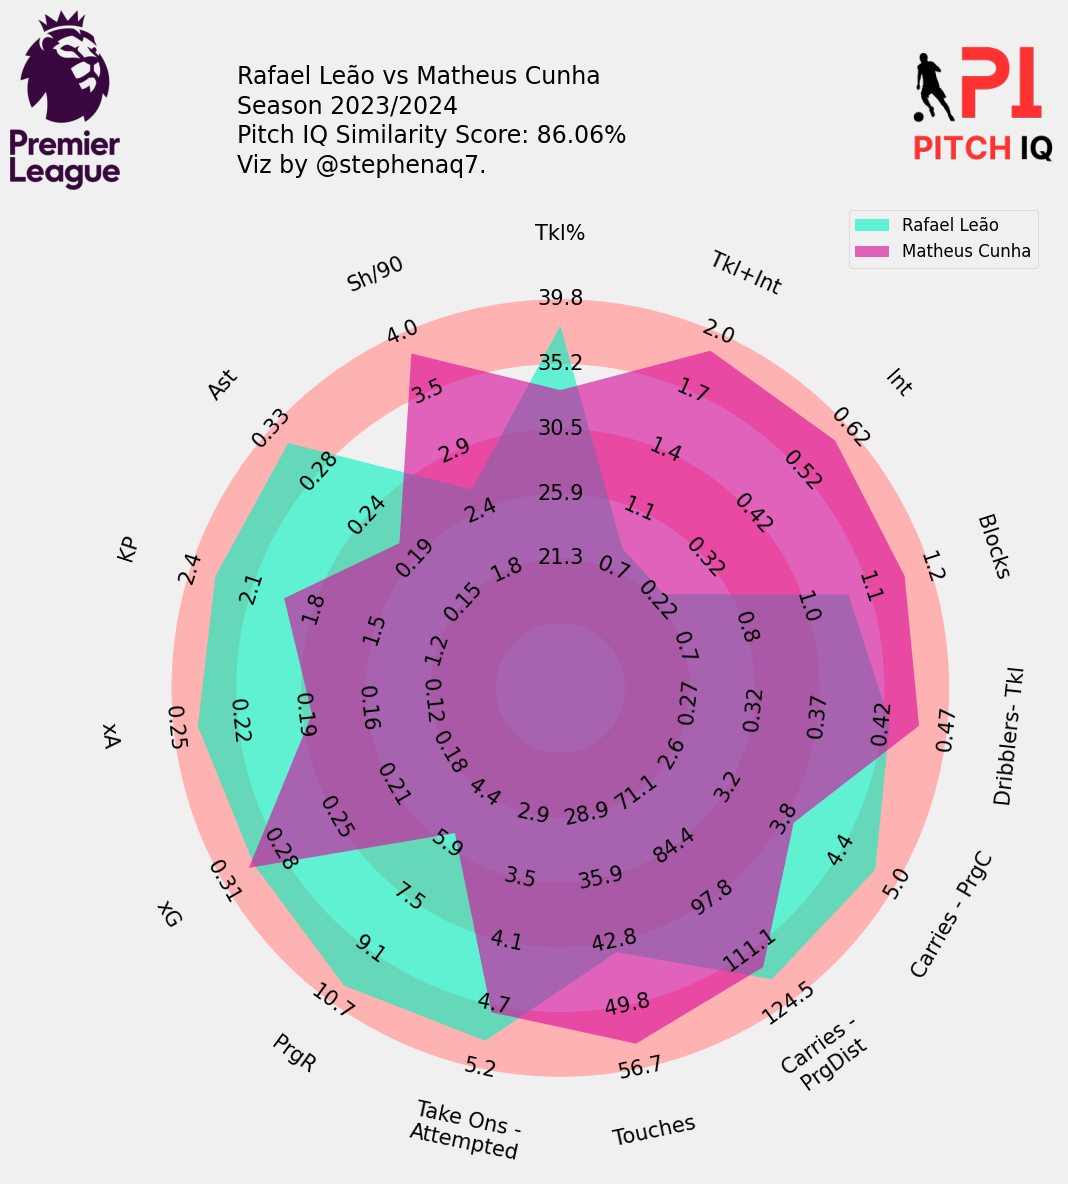 Premier
League
Rafael Leão vs Matheus Cunha
Season 2023/2024
Pitch IQ Similarity Score: 86.06%
Viz by @stephenaq7.
PI
PITCH IQ
Rafael Leão
Matheus Cunha
Tkl%
39.8
35.2
30.5
25.9
21.3
Tkl+Int
2.0
1.7
1.4
1.1
0.7
Int
0.62
0.52
0.42
0.32
0.22
Blocks
1.2
1.1
1.0
0.8
0.7
Dribblers- Tkl
0.47
0.42
0.37
0.32
0.27
Carries - PrgC
5.0
4.4
3.8
3.2
2.6
Carries -
PrgDist
124.5
111.1
97.8
84.4
71.1
Touches
56.7
49.8
42.8
35.9
28.9
Take Ons -
Attempted
5.2
4.7
4.1
3.5
2.9
PrgR
10.7
9.1
7.5
5.9
4.4
xG
0.31
0.28
0.25
0.21
0.18
xA
0.25
0.22
0.19
0.16
0.12
KP
2.4
2.1
1.8
1.5
1.2
Ast
0.33
0.28
0.24
0.19
0.15
Sh/90
4.0
3.5
2.9
2.4
1.8